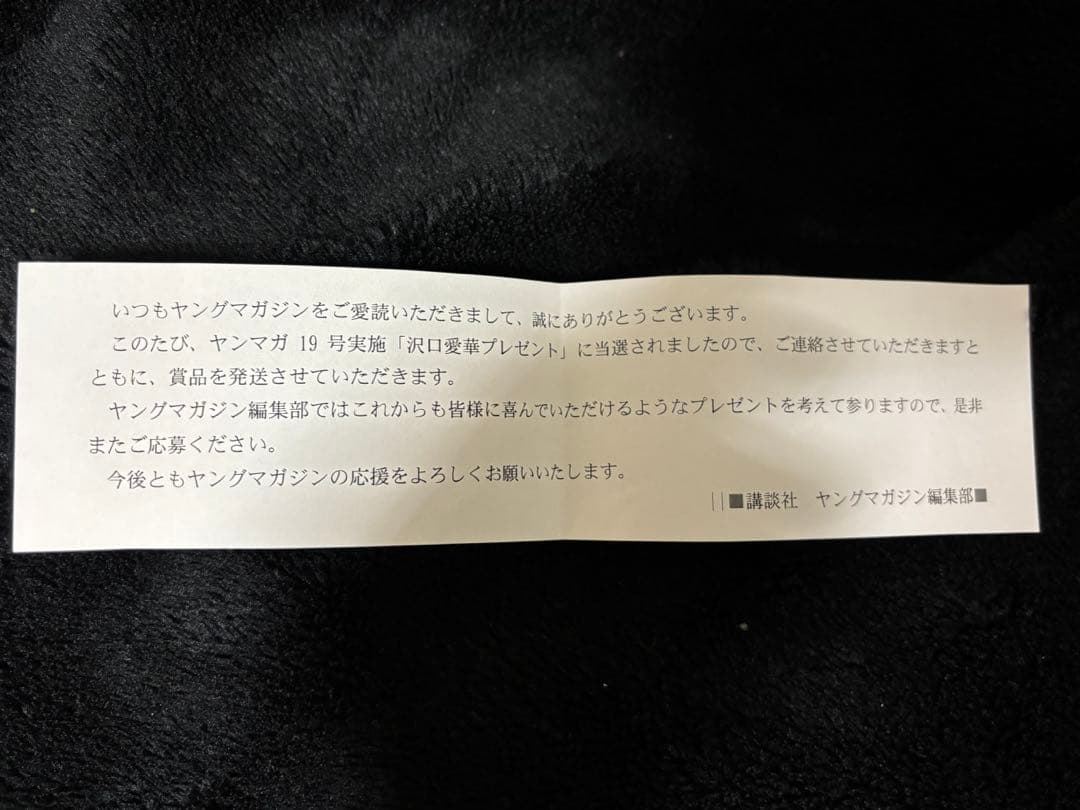 いつもヤングマガジンをご愛読いただきまして、誠にありがとうございます。
このたび、ヤンマガ 19 号実施「沢口愛華プレゼント」に当選されましたので、ご連絡させていただきますと
ともに、賞品を発送させていただきます。
ヤングマガジン編集部ではこれからも皆様に喜んでいただけるようなプレゼントを考えて参りますので、是非
またご応募ください。
今後ともヤングマガジンの応援をよろしくお願いいたします。
||■講談社　ヤングマガジン編集部■